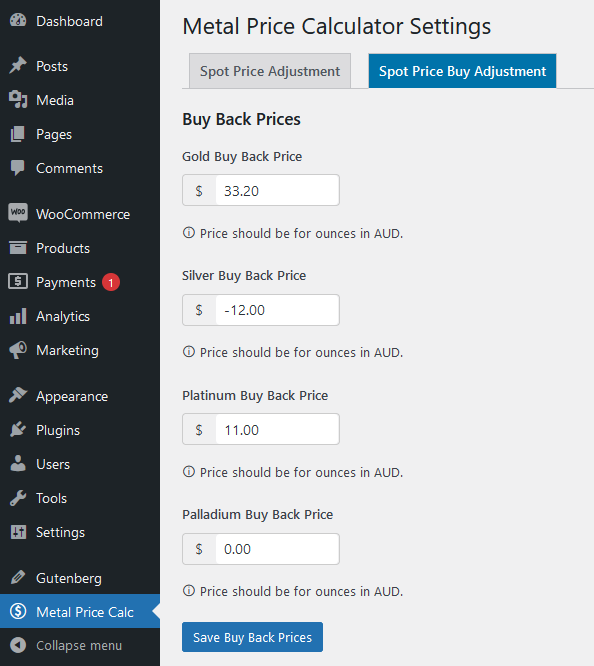 Dashboard
Posts
Media
Pages
Comments
WOO WooCommerce
Products
Payments 1
Analytics
Marketing
Appearance
Plugins
Users
Tools
Settings
Gutenberg
Metal Price Calc
Collapse menu
Metal Price Calculator Settings
Spot Price Adjustment Spot Price Buy Adjustment
Buy Back Prices
Gold Buy Back Price
$ 33.20
Price should be for ounces in AUD.
Silver Buy Back Price
$ -12.00
Price should be for ounces in AUD.
Platinum Buy Back Price
$ 11.00
Price should be for ounces in AUD.
Palladium Buy Back Price
$ 0.00
Price should be for ounces in AUD.
Save Buy Back Prices